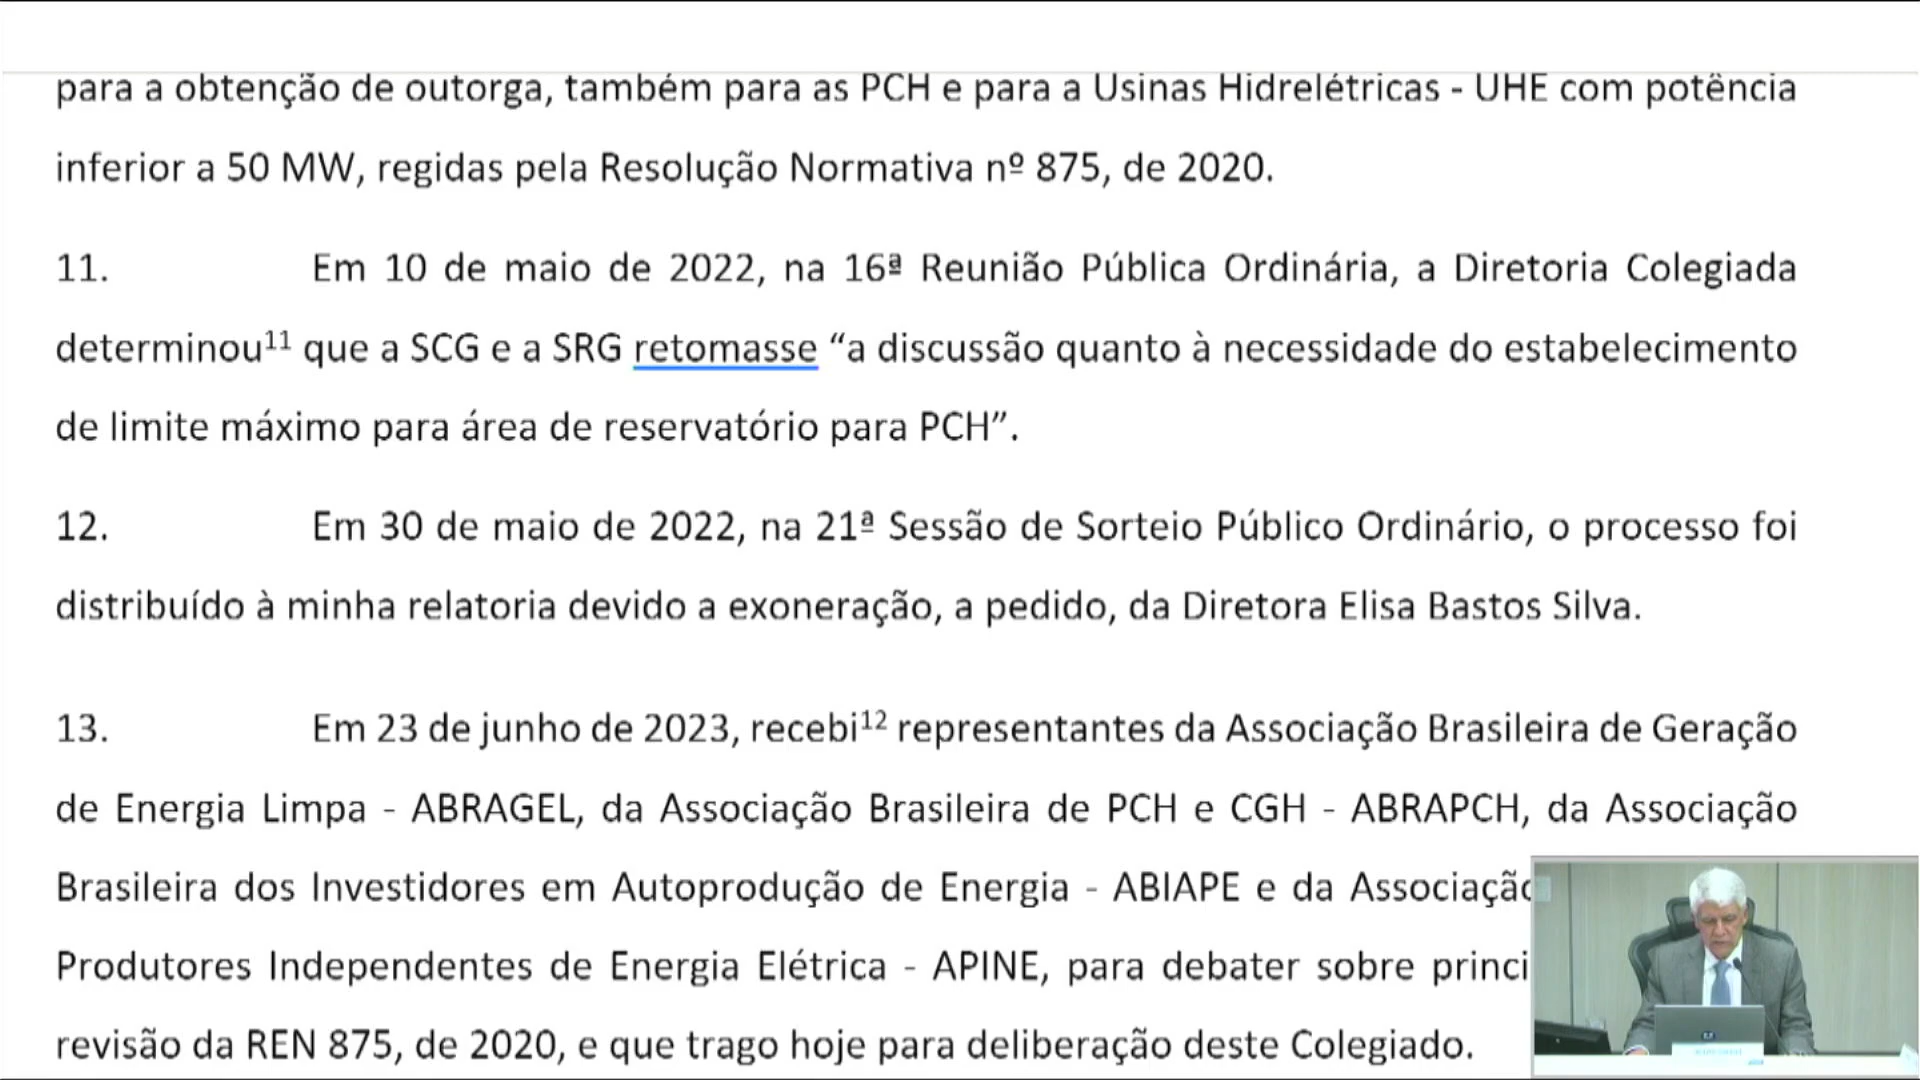 para a obtenção de outorga, também para as PCH e para a Usinas Hidrelétricas - UHE com potência
inferior a 50 MW, regidas pela Resolução Normativa nº 875, de 2020.
11. Em 10 de maio de 2022, na 16ª Reunião Pública Ordinária, a Diretoria Colegiada
determinou¹¹ que a SCG e a SRG retomasse “a discussão quanto à necessidade do estabelecimento
de limite máximo para área de reservatório para PCH”.
12. Em 30 de maio de 2022, na 21ª Sessão de Sorteio Público Ordinário, o processo foi
distribuído à minha relatoria devido a exoneração, a pedido, da Diretora Elisa Bastos Silva.
13. Em 23 de junho de 2023, recebi¹² representantes da Associação Brasileira de Geração
de Energia Limpa - ABRAGEL, da Associação Brasileira de PCH e CGH - ABRAPCH, da Associação
Brasileira dos Investidores em Autoprodução de Energia - ABIAPE e da Associação
Produtores Independentes de Energia Elétrica - APINE, para debater sobre princi
revisão da REN 875, de 2020, e que trago hoje para deliberação deste Colegiado.